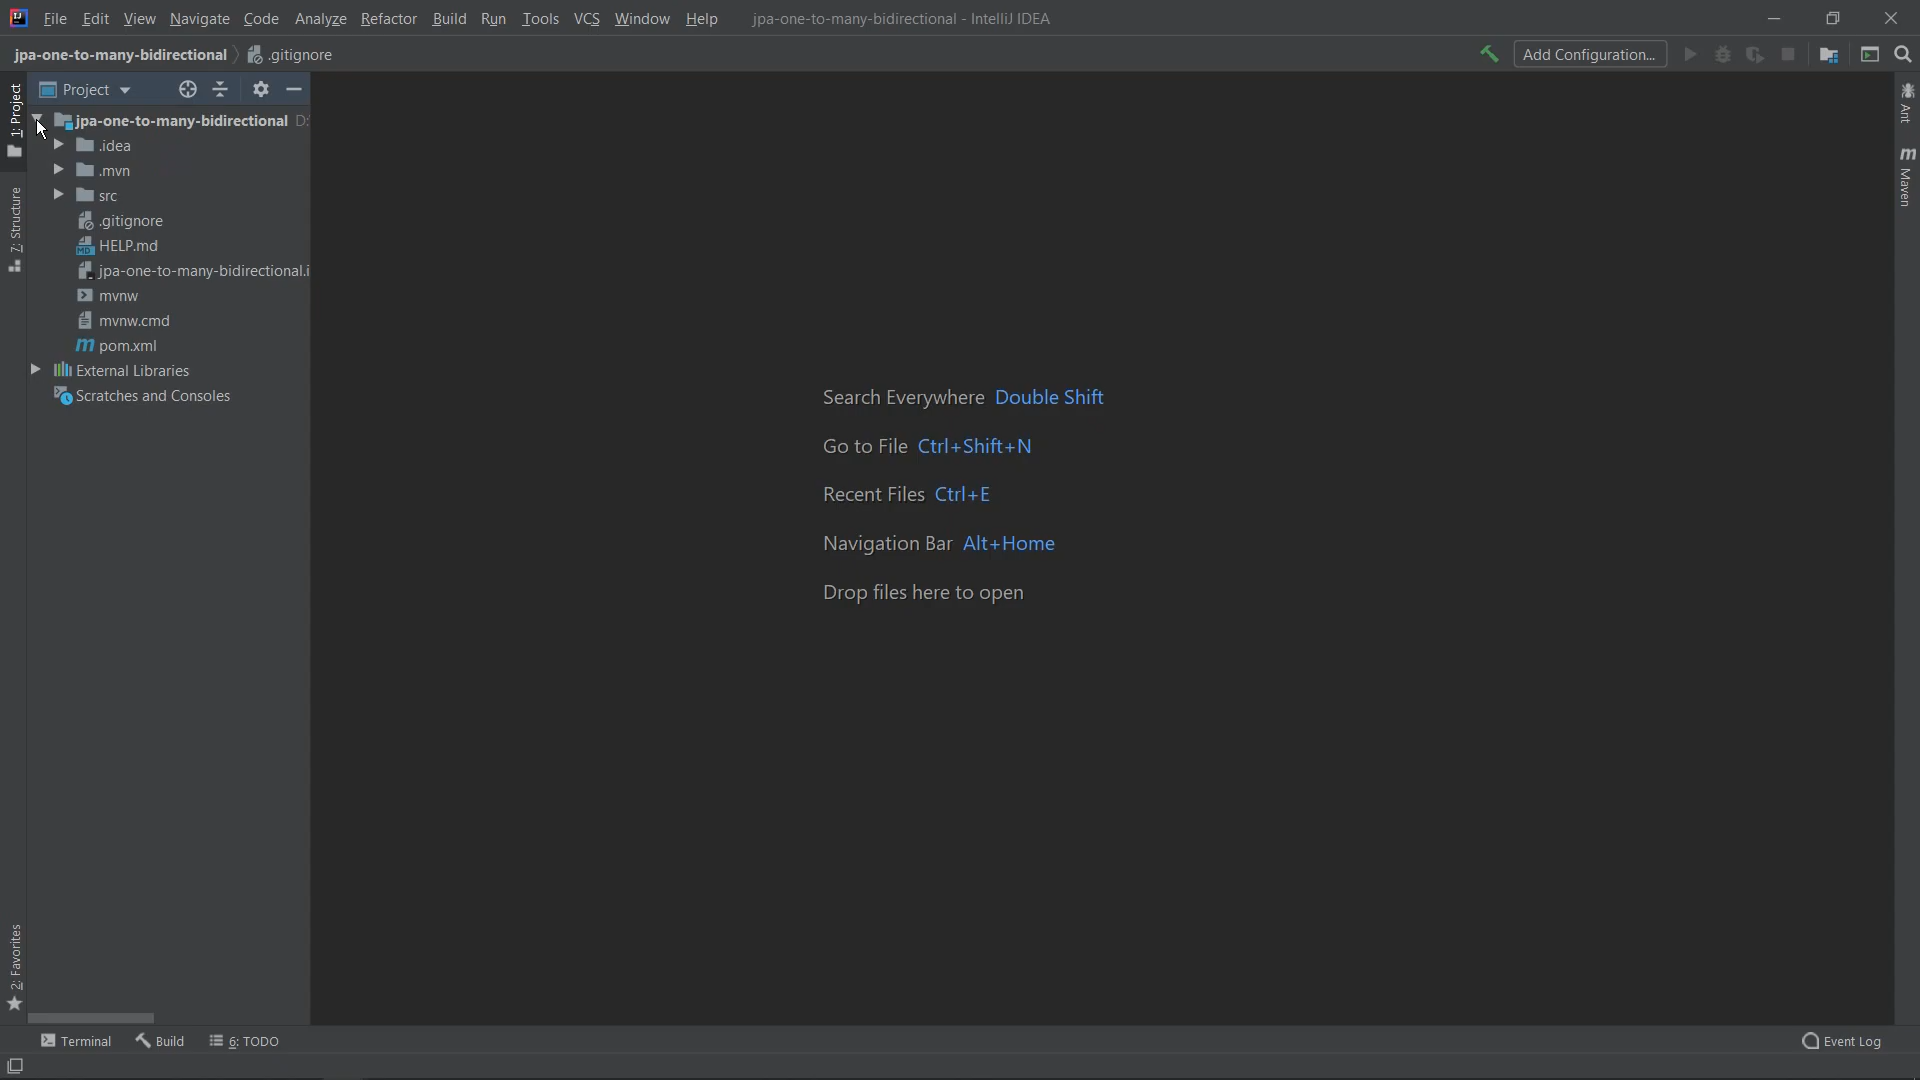 File Edit View Navigate Code Analyze Refactor Build Run Tools VCS Window Help jpa-one-to-many-bidirectional - IntelliJ IDEA
jpa-one-to-many-bidirectional .gitignore Add Configuration...
1: Project
Project
jpa-one-to-many-bidirectional D:
.idea
.mvn
src
.gitignore
HELP.md
jpa-one-to-many-bidirectional.i
mvnw
mvnw.cmd
pom.xml
External Libraries
Scratches and Consoles
7: Structure
2: Favorites
Search Everywhere Double Shift
Go to File Ctrl+Shift+N
Recent Files Ctrl+E
Navigation Bar Alt+Home
Drop files here to open
Ant
Maven
Terminal Build 6: TODO Event Log